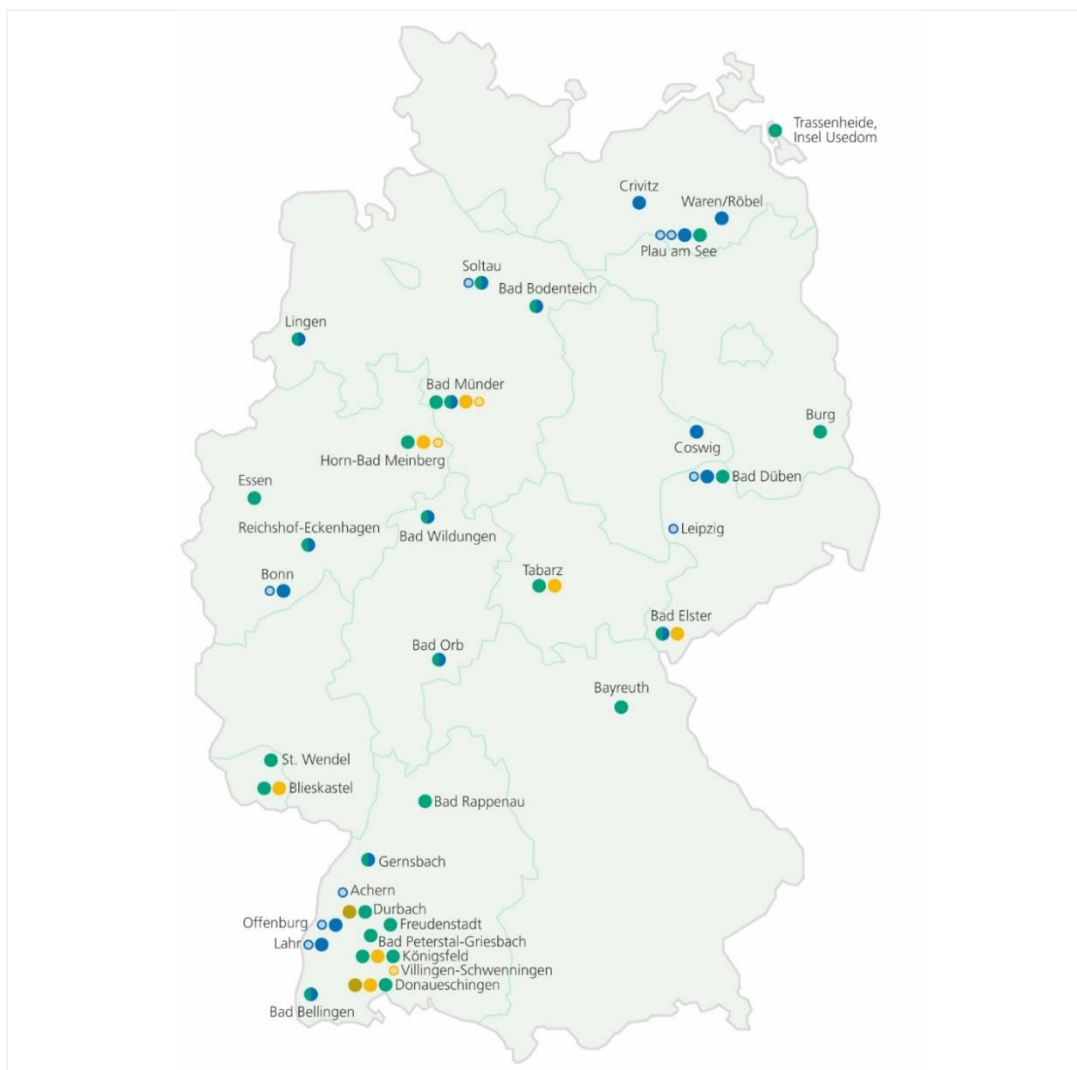 Trassenheide,
Insel Usedom
Crivitz
Waren/Röbel
Plau am See
Soltau
Bad Bodenteich
Lingen
Bad Münder
Burg
Coswig
Horn-Bad Meinberg
Bad Düben
Essen
Leipzig
Reichshof-Eckenhagen
Bad Wildungen
Tabarz
Bonn
Bad Elster
Bad Orb
Bayreuth
St. Wendel
Blieskastel
Bad Rappenau
Gernsbach
Achern
Durbach
Offenburg
Freudenstadt
Lahr
Bad Peterstal-Griesbach
Königsfeld
Villingen-Schwenningen
Donaueschingen
Bad Bellingen